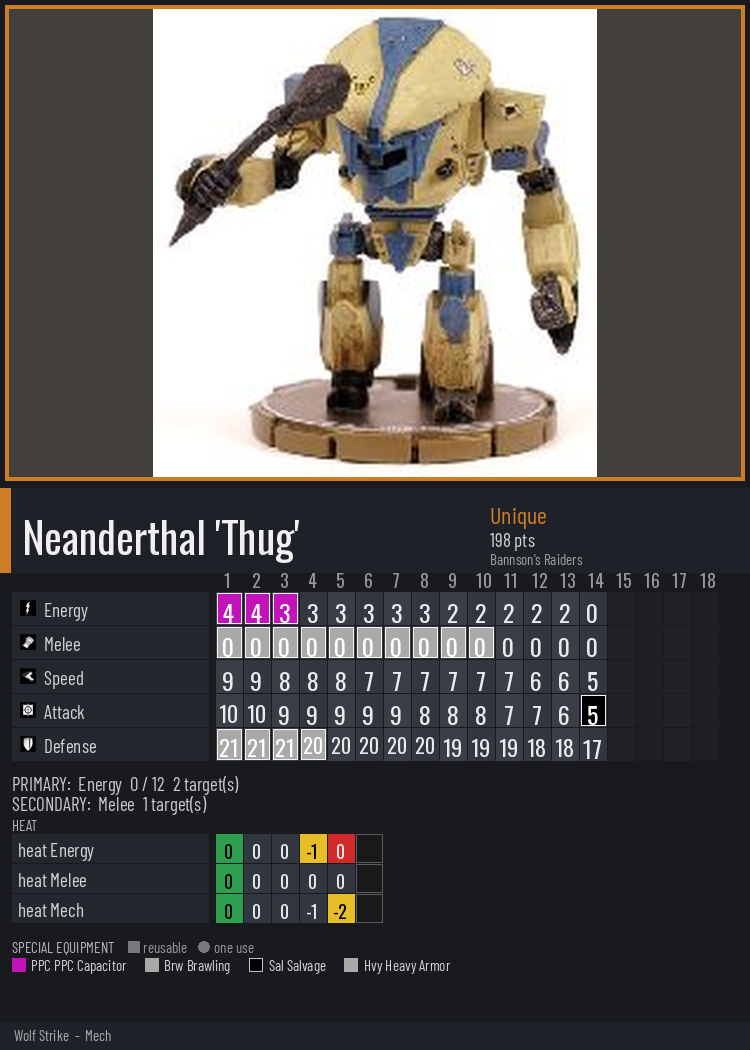 Neanderthal 'Thug'
Unique
198 pts
Bannson's Raiders
1 2 3 4 5 6 7 8 9 10 11 12 13 14 15 16 17 18
Energy 4 4 3 3 3 3 3 3 2 2 2 2 2 0
Melee 0 0 0 0 0 0 0 0 0 0 0 0 0 0
Speed 9 9 8 8 8 7 7 7 7 7 7 6 6 5
Attack 10 10 9 9 9 9 9 8 8 8 7 7 6 5
Defense 21 21 21 20 20 20 20 20 19 19 19 18 18 17
PRIMARY: Energy 0 / 12 2 target(s)
SECONDARY: Melee 1 target(s)
HEAT
heat Energy 0 0 0 -1 0
heat Melee 0 0 0 0 0
heat Mech 0 0 0 -1 -2
SPECIAL EQUIPMENT reusable one use
PPC PPC Capacitor Brw Brawling Sal Salvage Hvy Heavy Armor
Wolf Strike - Mech